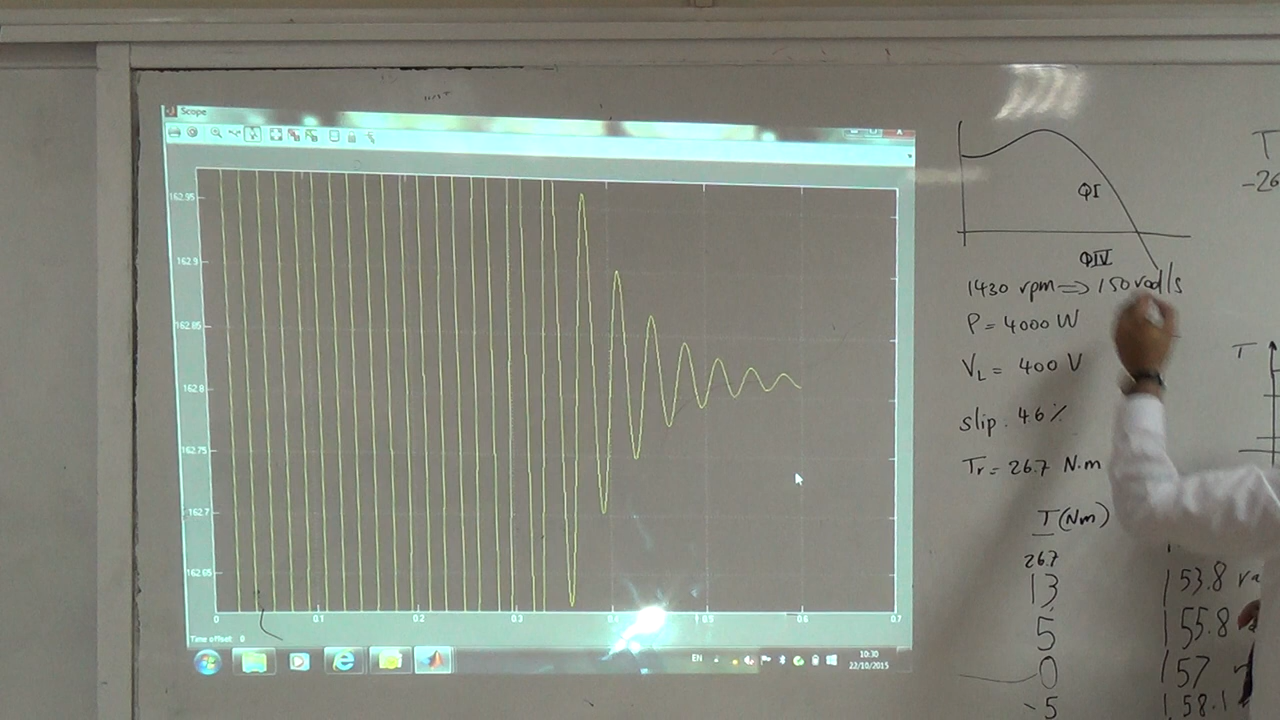 Scope
162.95
162.9
162.85
162.8
162.75
162.7
162.65
0 0.1 0.2 0.3 0.4 0.5 0.6 0.7
Time offset: 0
EN
10:30
22/10/2015
QI
QIV
1430 rpm => 150 rad/s
P = 4000 W
VL = 400 V
slip . 46%
Tr = 26.7 N.m
T(Nm)
26.7
13 153.8
5 155.8
0 157
-5 158.1
T
-26
T